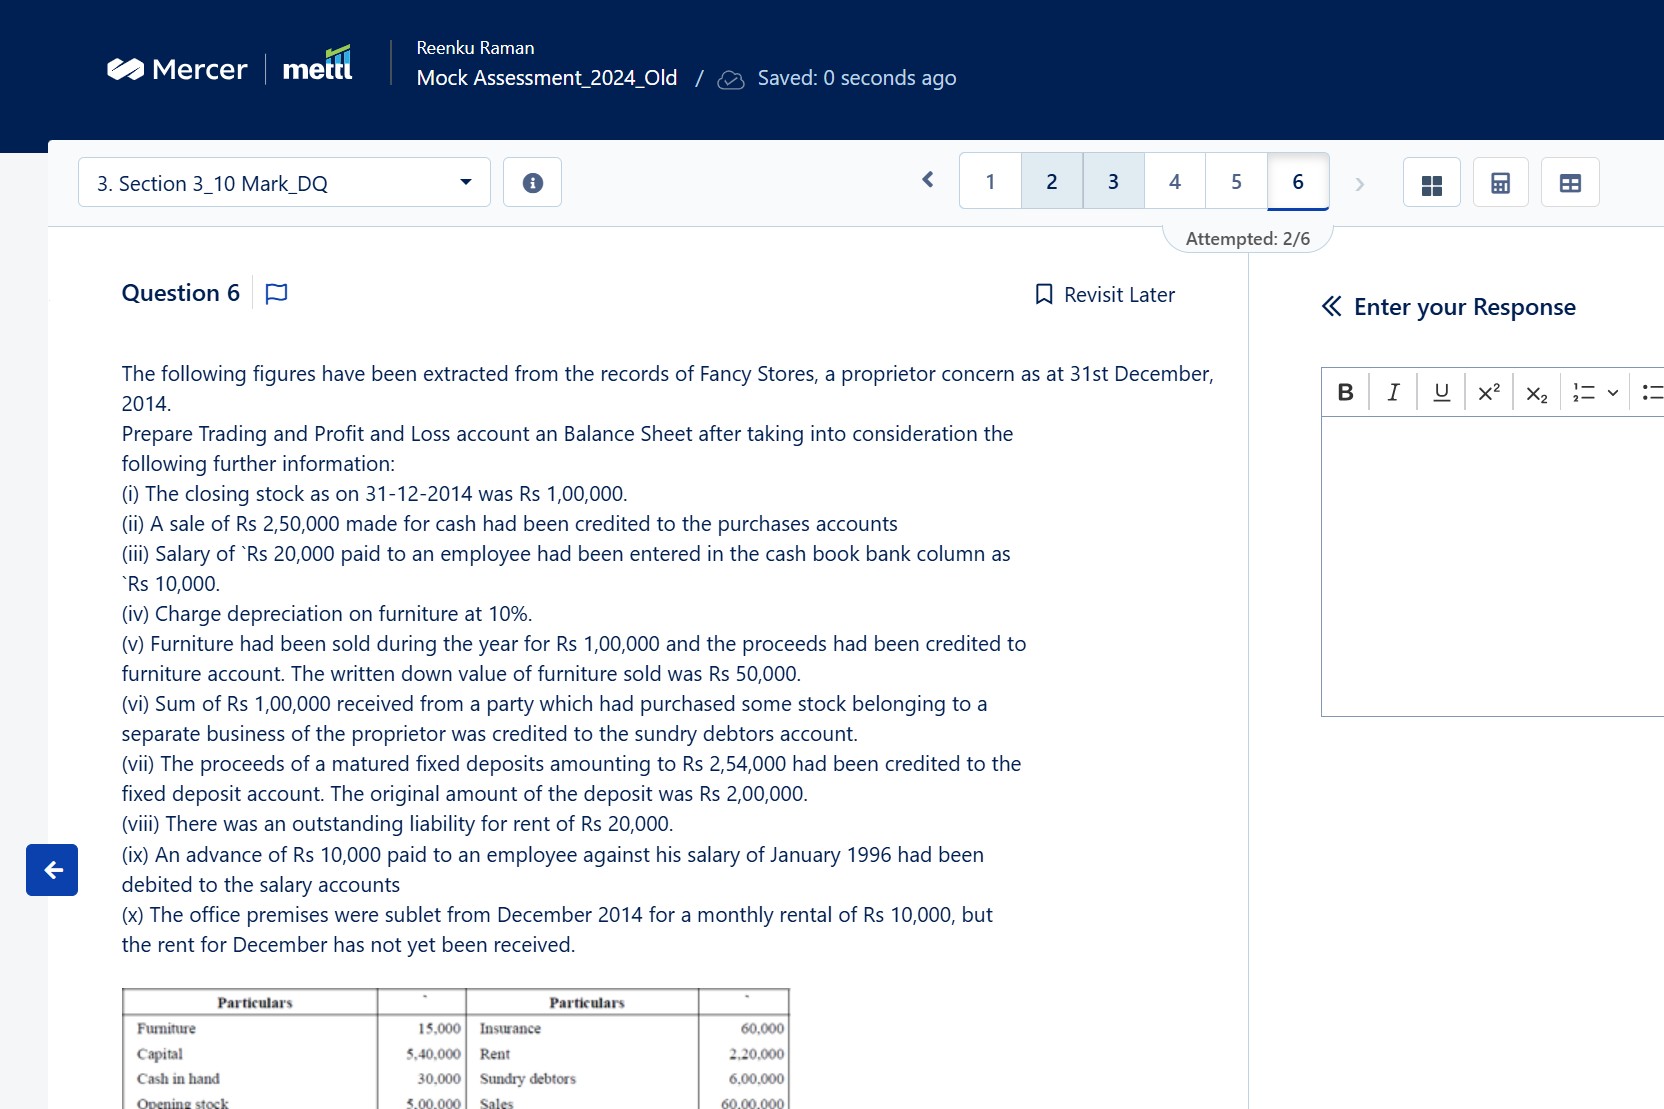 Mercer
mettl
Reenku Raman
Mock Assessment_2024_Old / Saved: 0 seconds ago
3. Section 3_10 Mark_DQ
1 2 3 4 5 6
Attempted: 2/6
Question 6
Revisit Later
Enter your Response
B I U X² X₂
The following figures have been extracted from the records of Fancy Stores, a proprietor concern as at 31st December,
2014.
Prepare Trading and Profit and Loss account an Balance Sheet after taking into consideration the
following further information:
(i) The closing stock as on 31-12-2014 was Rs 1,00,000.
(ii) A sale of Rs 2,50,000 made for cash had been credited to the purchases accounts
(iii) Salary of `Rs 20,000 paid to an employee had been entered in the cash book bank column as
`Rs 10,000.
(iv) Charge depreciation on furniture at 10%.
(v) Furniture had been sold during the year for Rs 1,00,000 and the proceeds had been credited to
furniture account. The written down value of furniture sold was Rs 50,000.
(vi) Sum of Rs 1,00,000 received from a party which had purchased some stock belonging to a
separate business of the proprietor was credited to the sundry debtors account.
(vii) The proceeds of a matured fixed deposits amounting to Rs 2,54,000 had been credited to the
fixed deposit account. The original amount of the deposit was Rs 2,00,000.
(viii) There was an outstanding liability for rent of Rs 20,000.
(ix) An advance of Rs 10,000 paid to an employee against his salary of January 1996 had been
debited to the salary accounts
(x) The office premises were sublet from December 2014 for a monthly rental of Rs 10,000, but
the rent for December has not yet been received.
Particulars ` Particulars `
Furniture 15,000 Insurance 60,000
Capital 5,40,000 Rent 2,20,000
Cash in hand 30,000 Sundry debtors 6,00,000
Opening stock 5,00,000 Sales 60,00,000